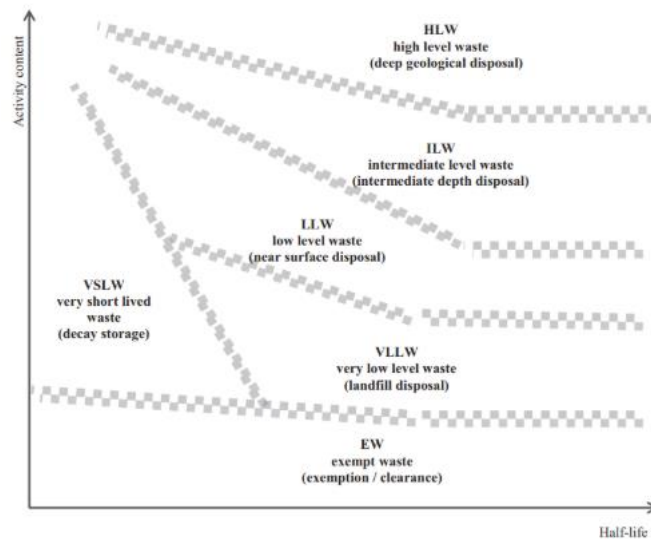 Activity content
HLW
high level waste
(deep geological disposal)
ILW
intermediate level waste
(intermediate depth disposal)
LLW
low level waste
(near surface disposal)
VSLW
very short lived
waste
(decay storage)
VLLW
very low level waste
(landfill disposal)
EW
exempt waste
(exemption / clearance)
Half-life